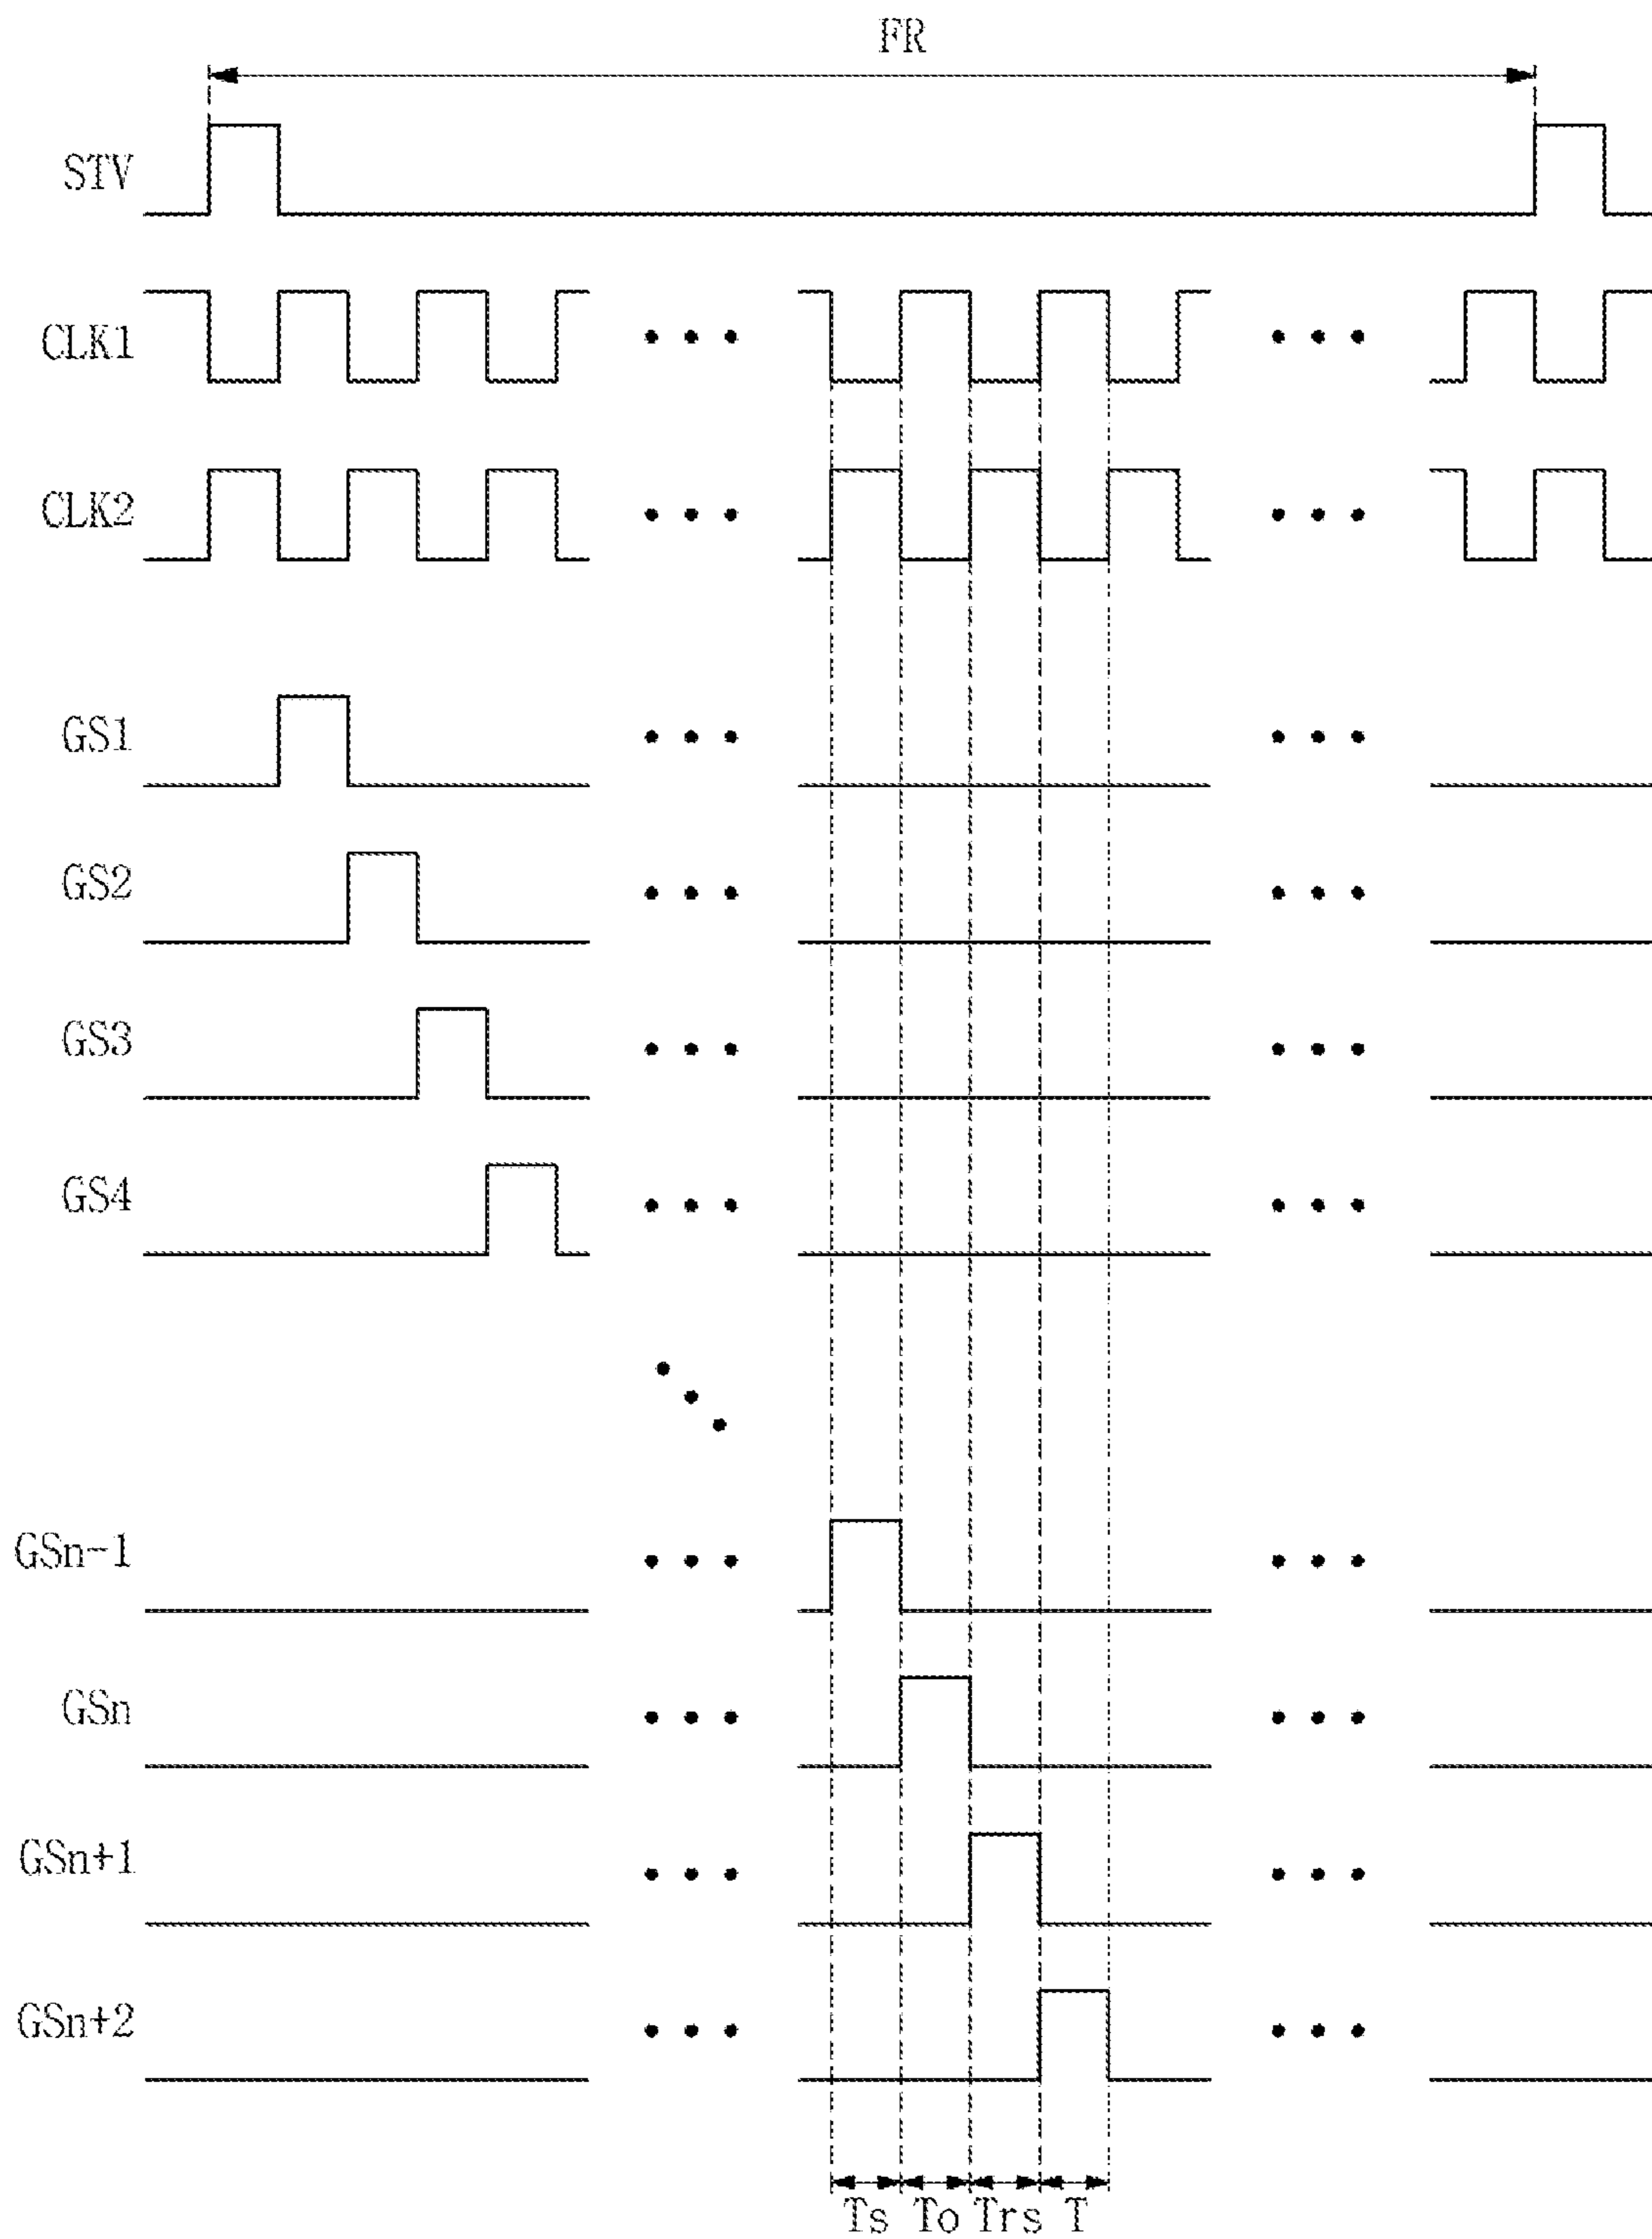 FR
STV
CLK1
CLK2
GS1
GS2
GS3
GS4
GSn-1
GSn
GSn+1
GSn+2
Ts To Trs T